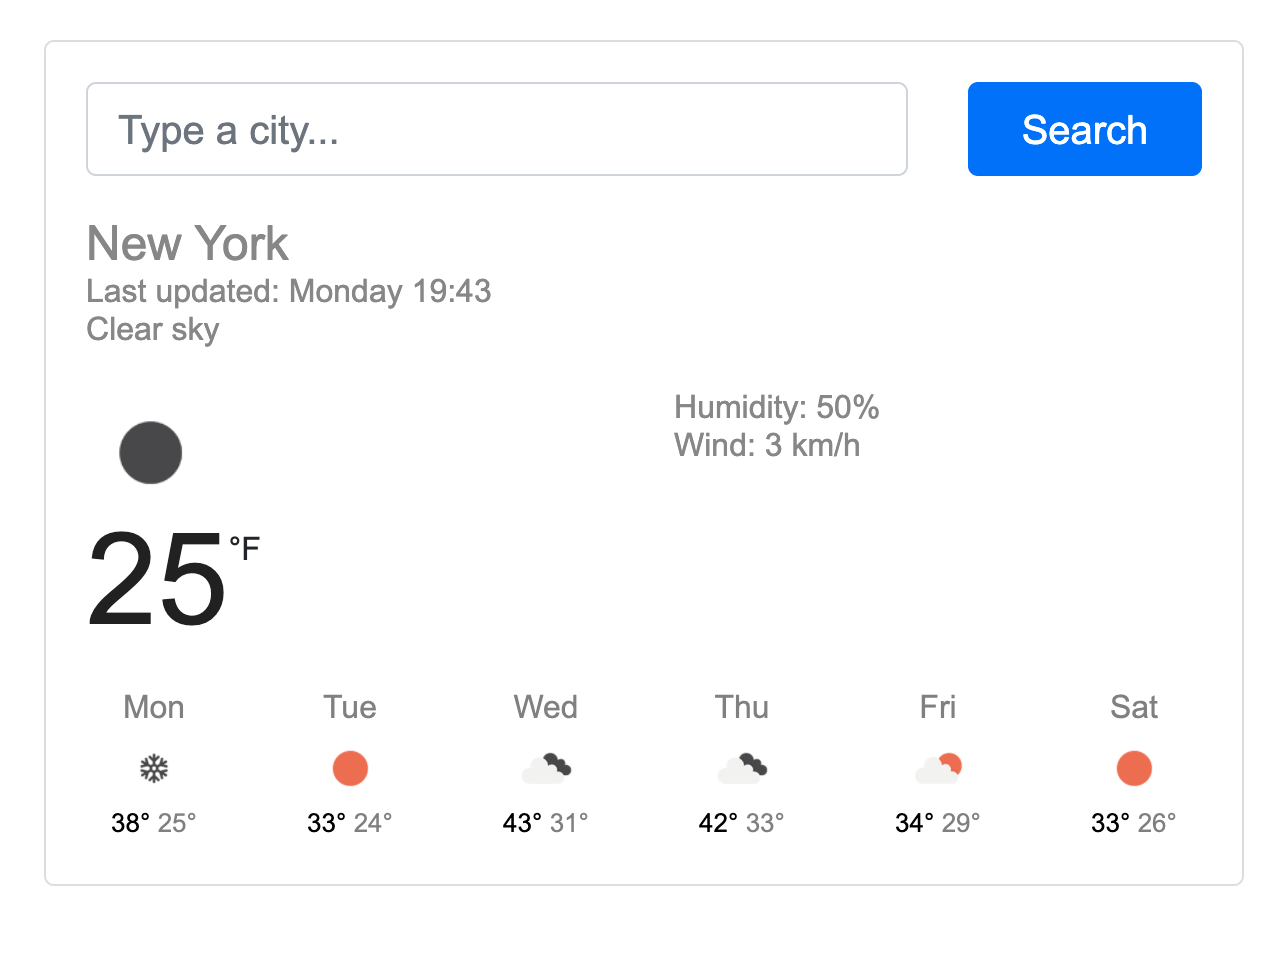 Type a city...
Search
New York
Last updated: Monday 19:43
Clear sky
Humidity: 50%
Wind: 3 km/h
25 °F
Mon Tue Wed Thu Fri Sat
38° 25° 33° 24° 43° 31° 42° 33° 34° 29° 33° 26°